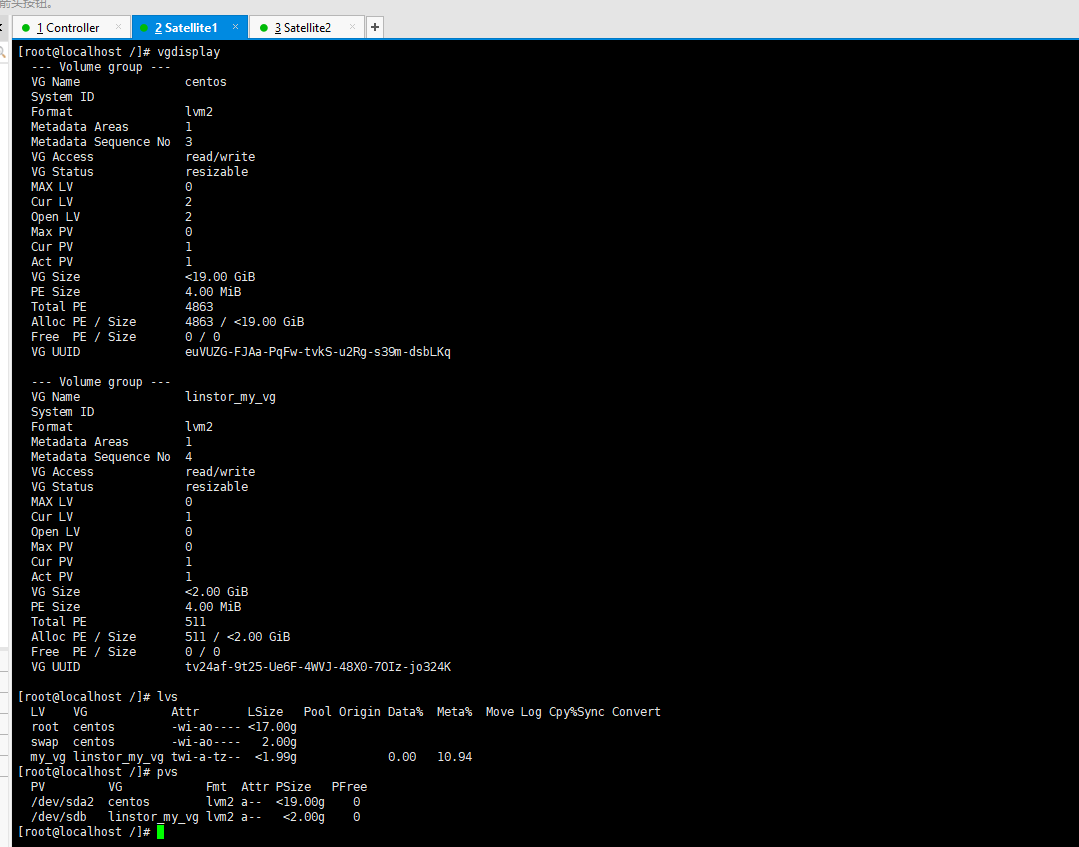 前头按钮。
1 Controller × 2 Satellite1 × 3 Satellite2 × +
[root@localhost /]# vgdisplay
--- Volume group ---
VG Name centos
System ID
Format lvm2
Metadata Areas 1
Metadata Sequence No 3
VG Access read/write
VG Status resizable
MAX LV 0
Cur LV 2
Open LV 2
Max PV 0
Cur PV 1
Act PV 1
VG Size <19.00 GiB
PE Size 4.00 MiB
Total PE 4863
Alloc PE / Size 4863 / <19.00 GiB
Free PE / Size 0 / 0
VG UUID euVUZG-FJAa-PqFw-tvkS-u2Rg-s39m-dsbLKq
--- Volume group ---
VG Name linstor_my_vg
System ID
Format lvm2
Metadata Areas 1
Metadata Sequence No 4
VG Access read/write
VG Status resizable
MAX LV 0
Cur LV 1
Open LV 0
Max PV 0
Cur PV 1
Act PV 1
VG Size <2.00 GiB
PE Size 4.00 MiB
Total PE 511
Alloc PE / Size 511 / <2.00 GiB
Free PE / Size 0 / 0
VG UUID tv24af-9t25-Ue6F-4WVJ-48X0-7OIz-jo324K
[root@localhost /]# lvs
LV VG Attr LSize Pool Origin Data% Meta% Move Log Cpy%Sync Convert
root centos -wi-ao---- <17.00g
swap centos -wi-ao---- 2.00g
my_vg linstor_my_vg twi-a-tz-- <1.99g 0.00 10.94
[root@localhost /]# pvs
PV VG Fmt Attr PSize PFree
/dev/sda2 centos lvm2 a-- <19.00g 0
/dev/sdb linstor_my_vg lvm2 a-- <2.00g 0
[root@localhost /]#